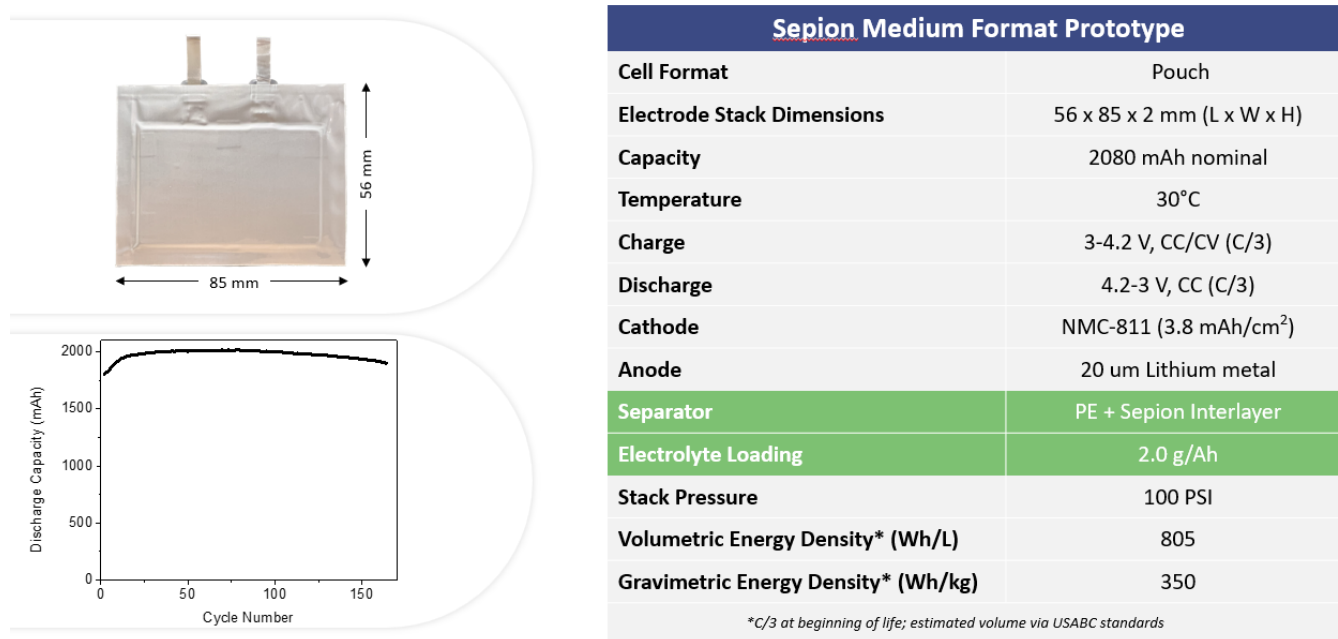 56 mm
85 mm
Discharge Capacity (mAh)
2000
1500
1000
500
0
0 50 100 150
Cycle Number
Sepion Medium Format Prototype
Cell Format Pouch
Electrode Stack Dimensions 56 x 85 x 2 mm (L x W x H)
Capacity 2080 mAh nominal
Temperature 30°C
Charge 3-4.2 V, CC/CV (C/3)
Discharge 4.2-3 V, CC (C/3)
Cathode NMC-811 (3.8 mAh/cm²)
Anode 20 um Lithium metal
Separator PE + Sepion Interlayer
Electrolyte Loading 2.0 g/Ah
Stack Pressure 100 PSI
Volumetric Energy Density* (Wh/L) 805
Gravimetric Energy Density* (Wh/kg) 350
*C/3 at beginning of life; estimated volume via USABC standards